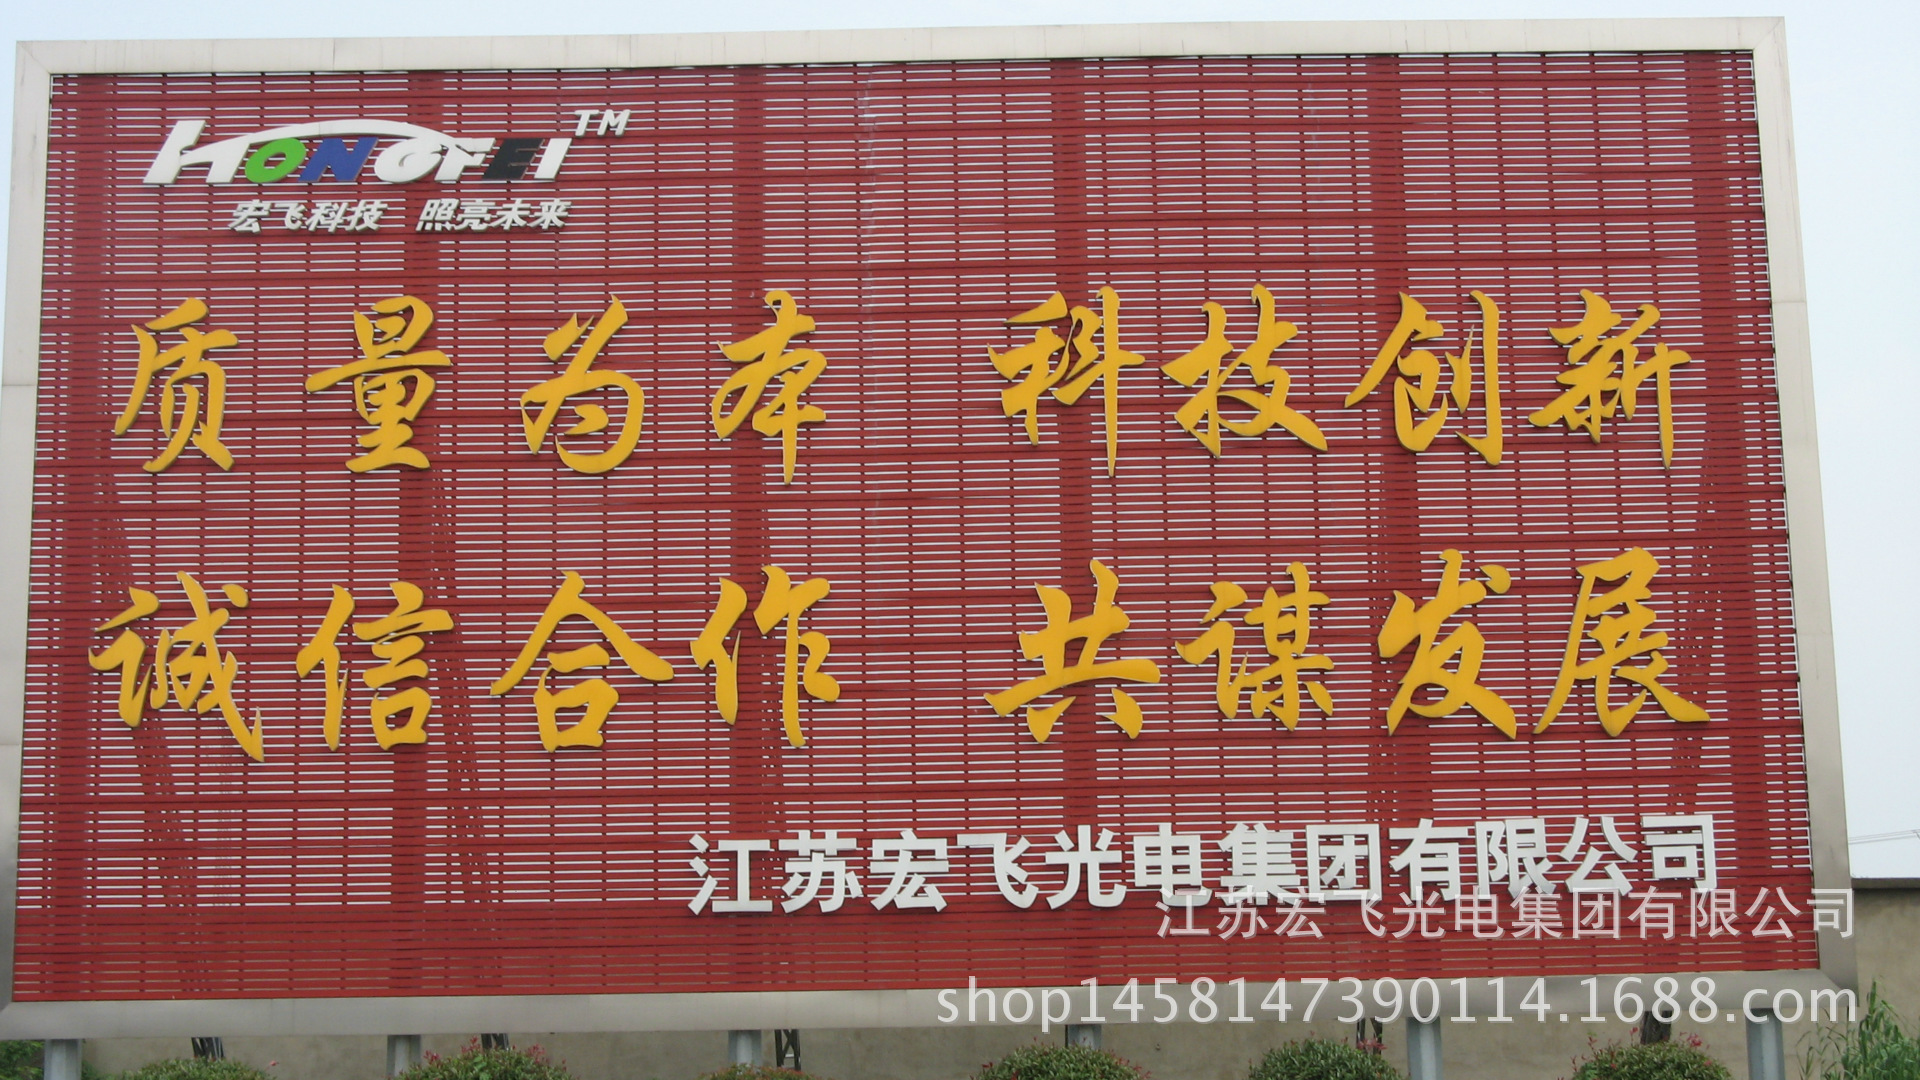 HONGFEI™
宏飞科技 照亮未来
质量为本 科技创新
诚信合作 共谋发展
江苏宏飞光电集团有限公司
江苏宏飞光电集团有限公司
shop1458147390114.1688.com